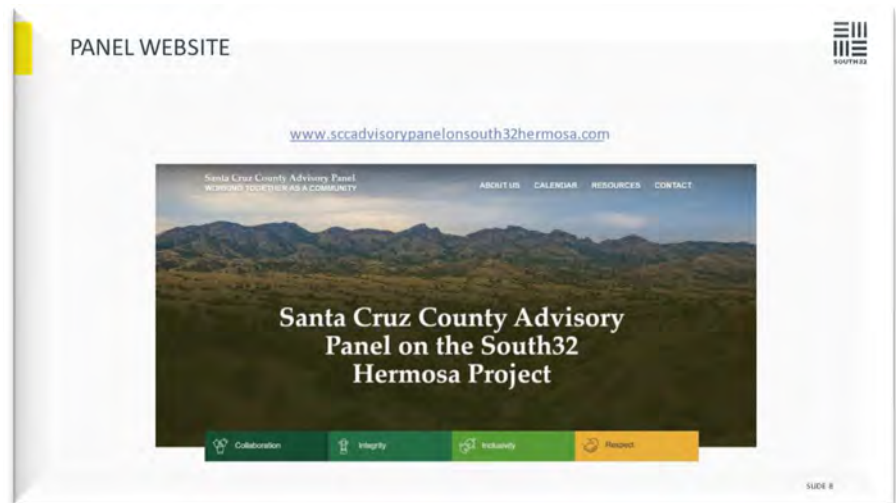 PANEL WEBSITE
SOUTH32
www.sccadvisorypanelonsouth32hermosa.com
Santa Cruz County Advisory Panel
WORKING TOGETHER AS A COMMUNITY
ABOUT US CALENDAR RESOURCES CONTACT
Santa Cruz County Advisory
Panel on the South32
Hermosa Project
Collaboration Integrity Inclusivity Respect
SLIDE 8